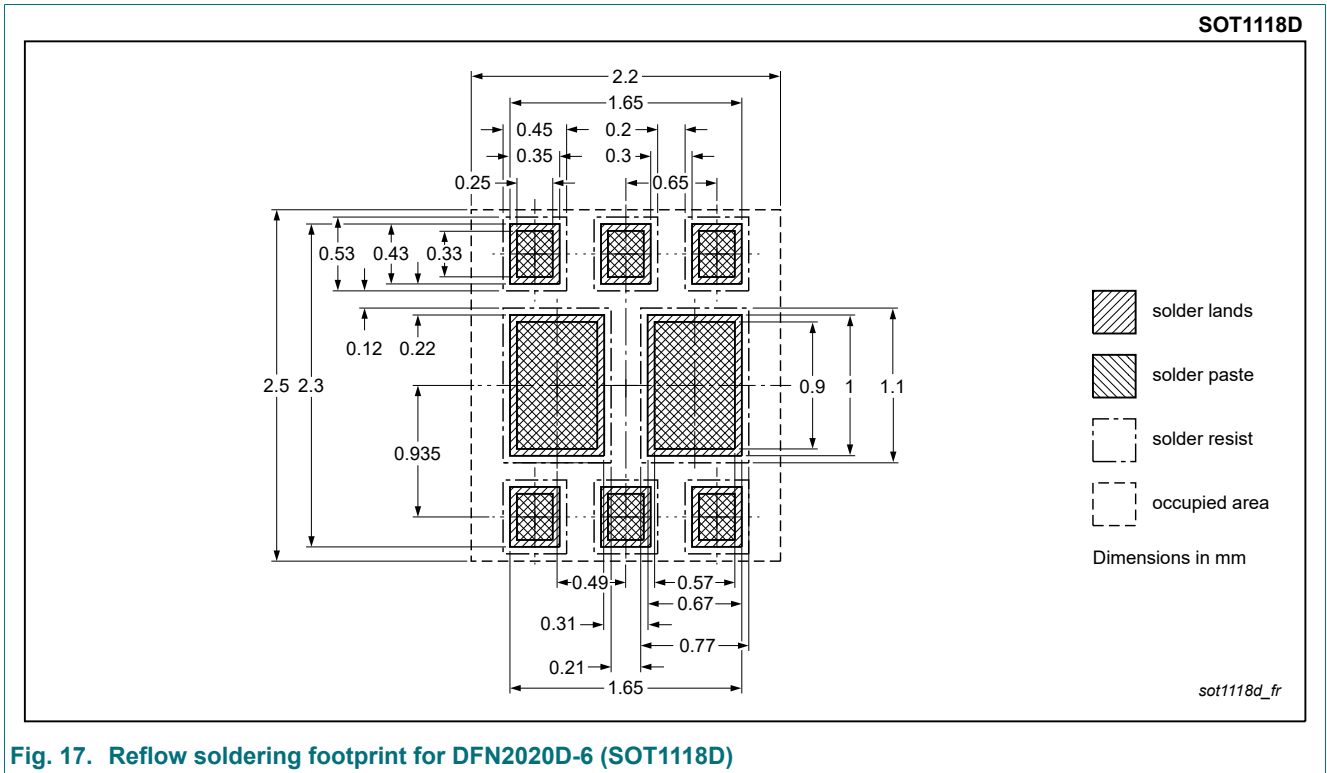 SOT1118D
2.2
1.65
0.45 0.2
0.35 0.3
0.25 0.65
0.53 0.43 0.33
solder lands
0.12 0.22
solder paste
2.5 2.3 0.9 1 1.1
solder resist
0.935
occupied area
Dimensions in mm
0.49 0.57
0.67
0.31
0.77
0.21
1.65
sot1118d_fr
Fig. 17. Reflow soldering footprint for DFN2020D-6 (SOT1118D)